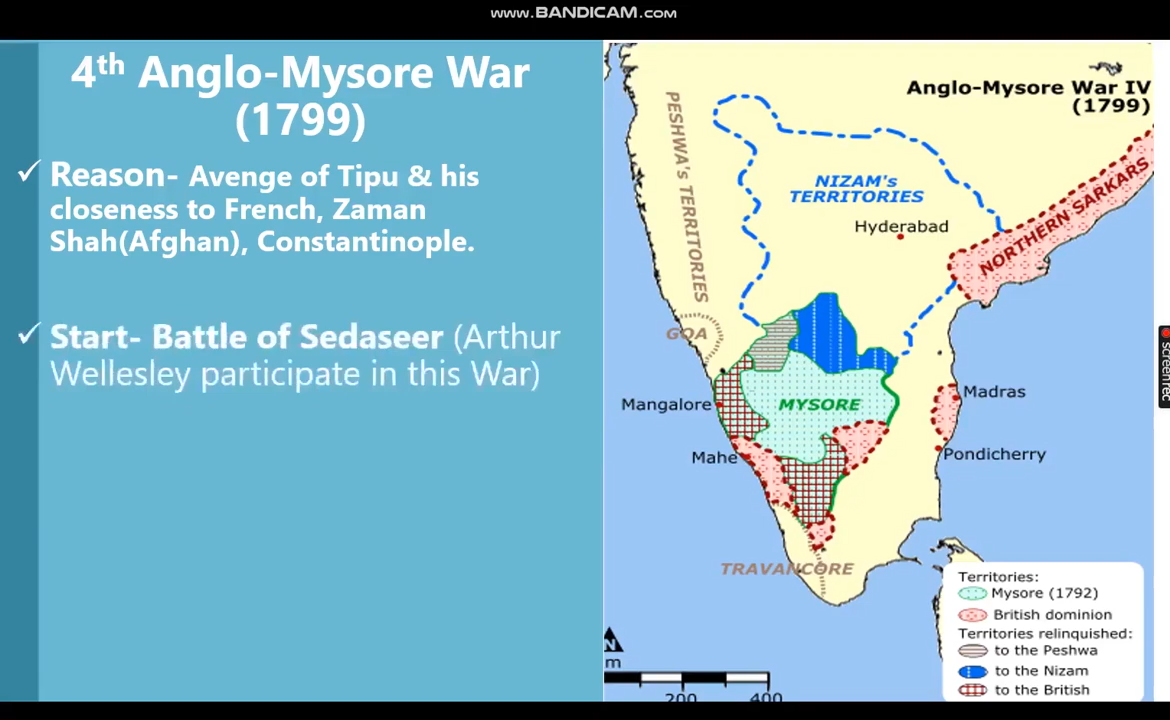 www.BANDICAM.com
4th Anglo-Mysore War
(1799)
✓ Reason- Avenge of Tipu & his
closeness to French, Zaman
Shah(Afghan), Constantinople.
✓ Start- Battle of Sedaseer (Arthur
Wellesley participate in this War)
Anglo-Mysore War IV
(1799)
PESHWA's TERRITORIES
NIZAM's
TERRITORIES
Hyderabad
NORTHERN SARKARS
GOA
Mangalore
MYSORE
Madras
Mahe
Pondicherry
TRAVANCORE
Territories:
Mysore (1792)
British dominion
Territories relinquished:
to the Peshwa
to the Nizam
to the British
N
m
200 400
screenrec